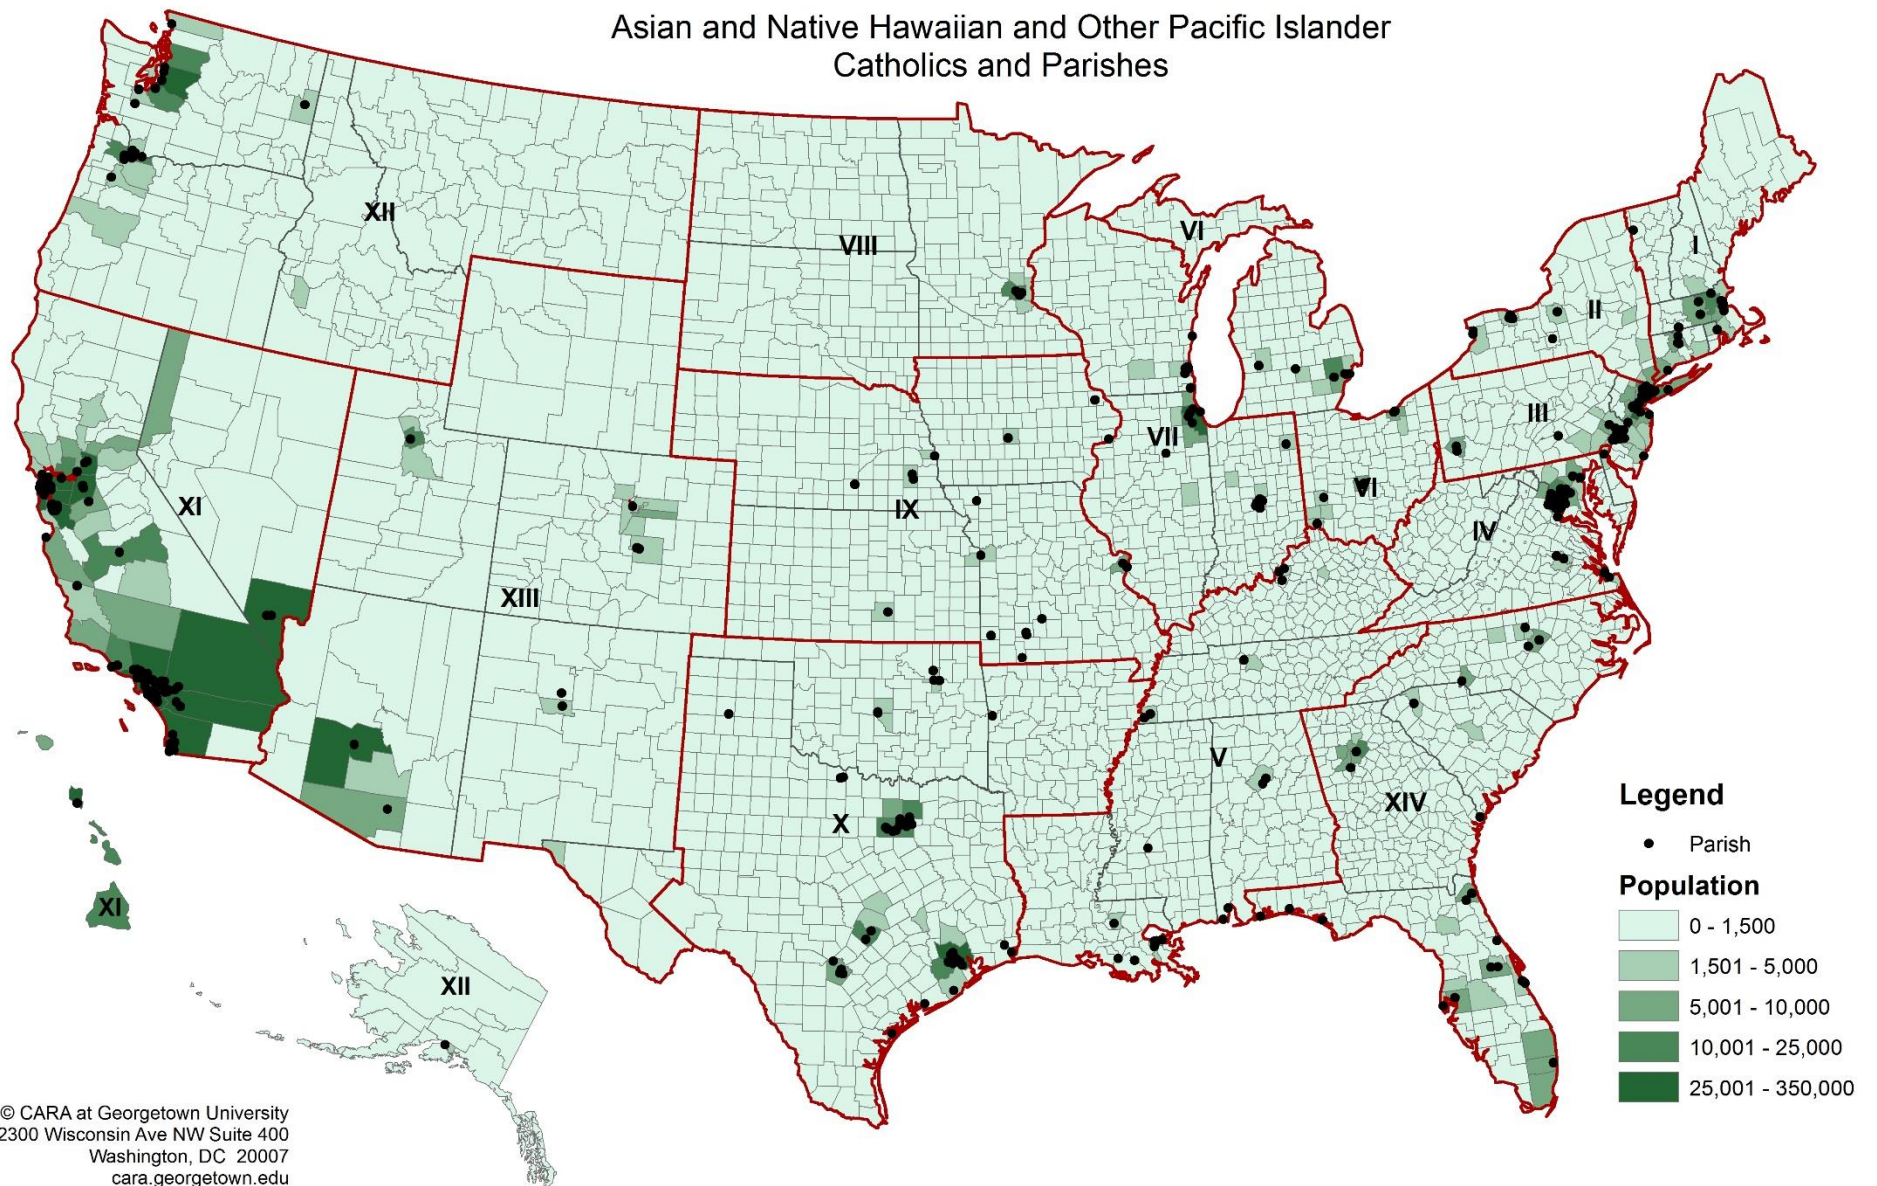 Asian and Native Hawaiian and Other Pacific Islander
Catholics and Parishes
XII
VIII
VI
I
II
III
VII
VI
XI
IX
IV
XIII
V
X
XIV
XI
XII
Legend
Parish
Population
0 - 1,500
1,501 - 5,000
5,001 - 10,000
10,001 - 25,000
25,001 - 350,000
© CARA at Georgetown University
2300 Wisconsin Ave NW Suite 400
Washington, DC 20007
cara.georgetown.edu